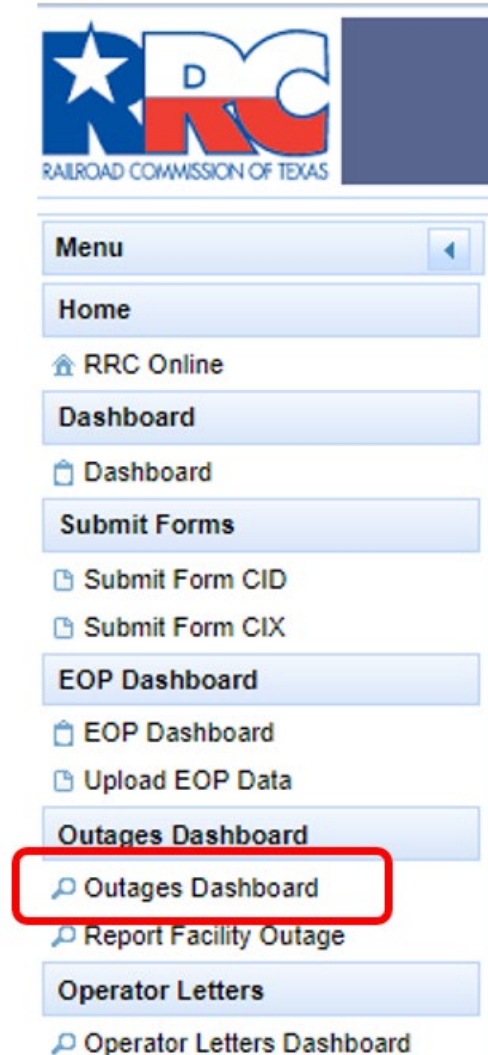 RRC
D
RAILROAD COMMISSION OF TEXAS
Menu
Home
RRC Online
Dashboard
Dashboard
Submit Forms
Submit Form CID
Submit Form CIX
EOP Dashboard
EOP Dashboard
Upload EOP Data
Outages Dashboard
Outages Dashboard
Report Facility Outage
Operator Letters
Operator Letters Dashboard